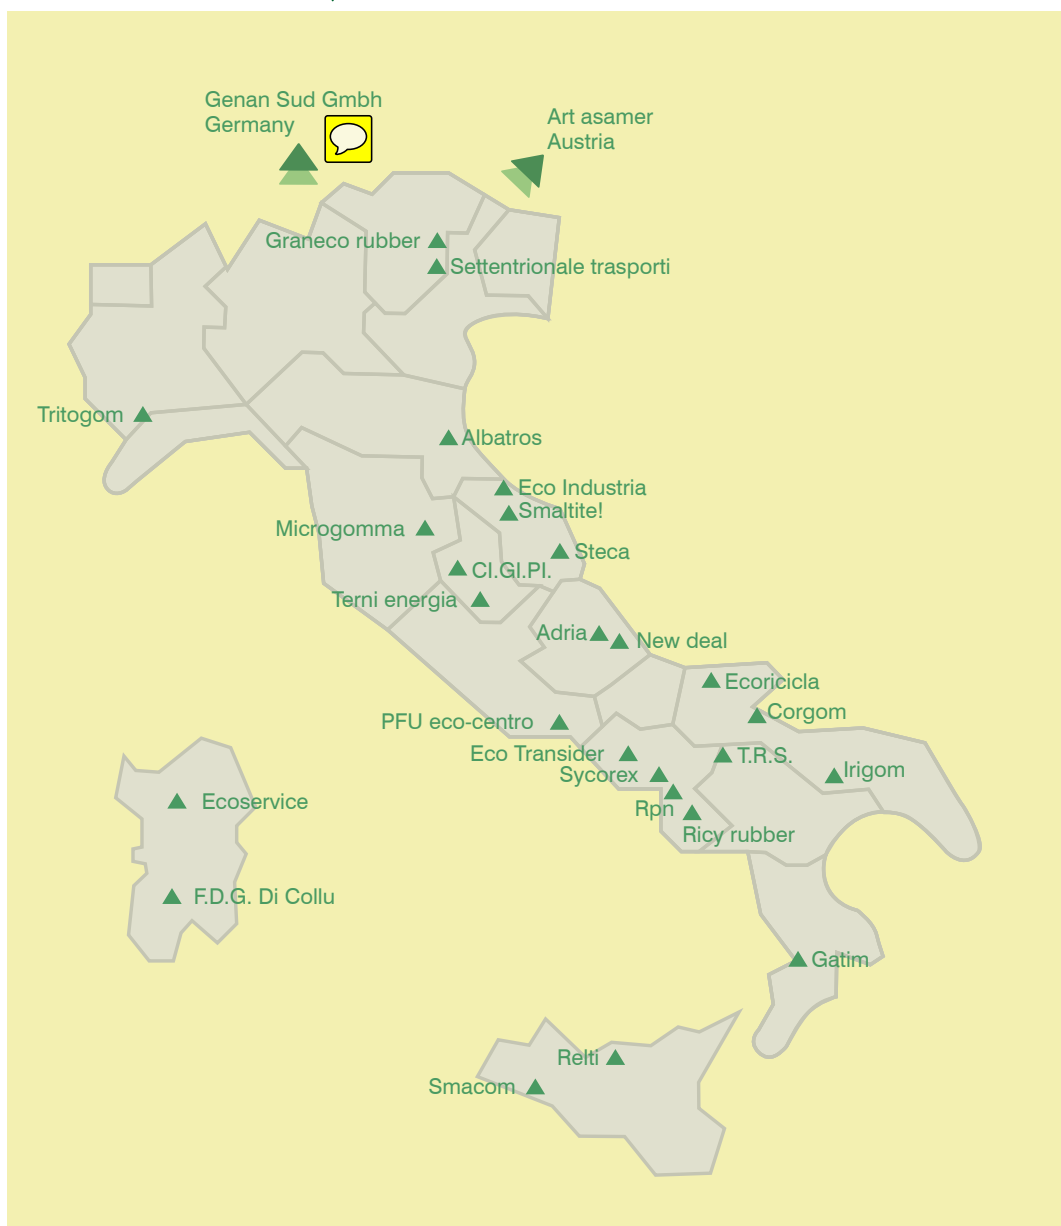 Genan Sud Gmbh
Germany
Art asamer
Austria
Graneco rubber
Settentrionale trasporti
Tritogom
Albatros
Eco Industria
Smaltite!
Microgomma
Steca
CI.GI.PI.
Terni energia
Adria
New deal
Ecoricicla
Corgom
PFU eco-centro
Eco Transider
T.R.S.
Sycorex
Irigom
Rpn
Ricy rubber
Ecoservice
F.D.G. Di Collu
Gatim
Relti
Smacom